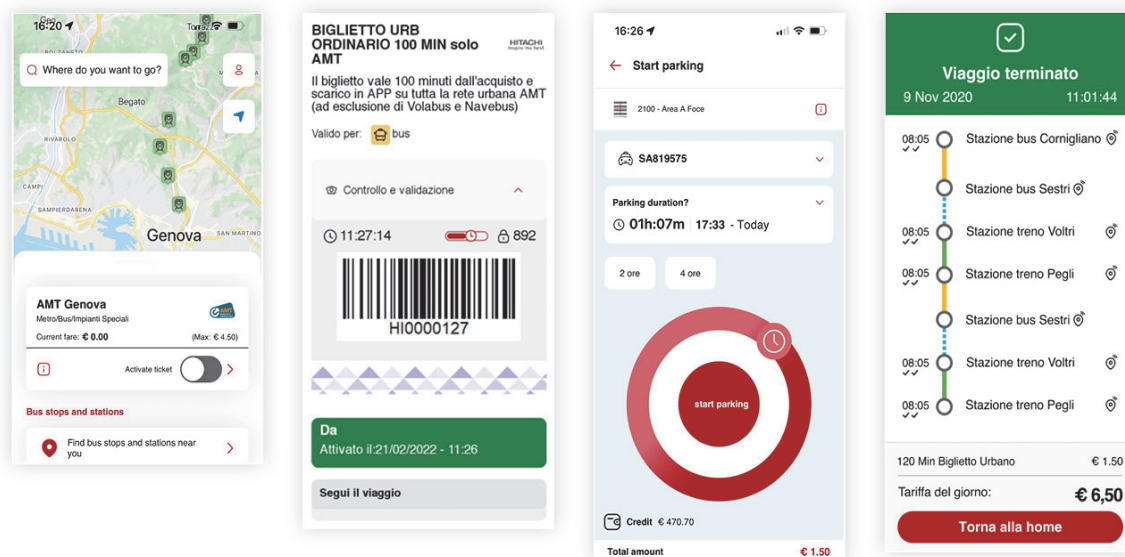 16:20
BOLZANETO
Where do you want to go?
Begato
RIVAROLO
CAMPI
SAMPIERDARENA
Genova
SAN MARTINO
AMT Genova
Metro/Bus/Impianti Speciali
AMT
Current fare: € 0.00
(Max: € 4.50)
Activate ticket
Bus stops and stations
Find bus stops and stations near
you
BIGLIETTO URB
ORDINARIO 100 MIN solo
AMT
HITACHI
Inspire the Next
Il biglietto vale 100 minuti dall'acquisto e
scarico in APP su tutta la rete urbana AMT
(ad esclusione di Volabus e Navebus)
Valido per: bus
Controllo e validazione
11:27:14
892
HI0000127
Da
Attivato il:21/02/2022 - 11:26
Segui il viaggio
16:26
Start parking
2100 - Area A Foce
SA819575
Parking duration?
01h:07m 17:33 - Today
2 ore
4 ore
start parking
Credit € 470.70
Total amount
€ 1.50
Viaggio terminato
9 Nov 2020
11:01:44
08:05 Stazione bus Cornigliano
Stazione bus Sestri
08:05 Stazione treno Voltri
08:05 Stazione treno Pegli
Stazione bus Sestri
08:05 Stazione treno Voltri
08:05 Stazione treno Pegli
120 Min Biglietto Urbano € 1.50
Tariffa del giorno: € 6,50
Torna alla home